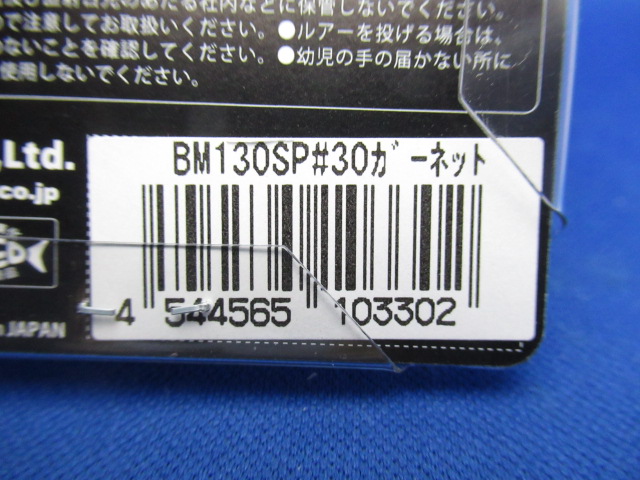 で注意してお取扱いください。●ルアーを投げる場合は、
ないことを確認してください。●幼児の手の届かない所に
使用しないでください。
,Ltd.
co.jp
BM130SP#30ガーネット
4 544565 103302
JAPAN